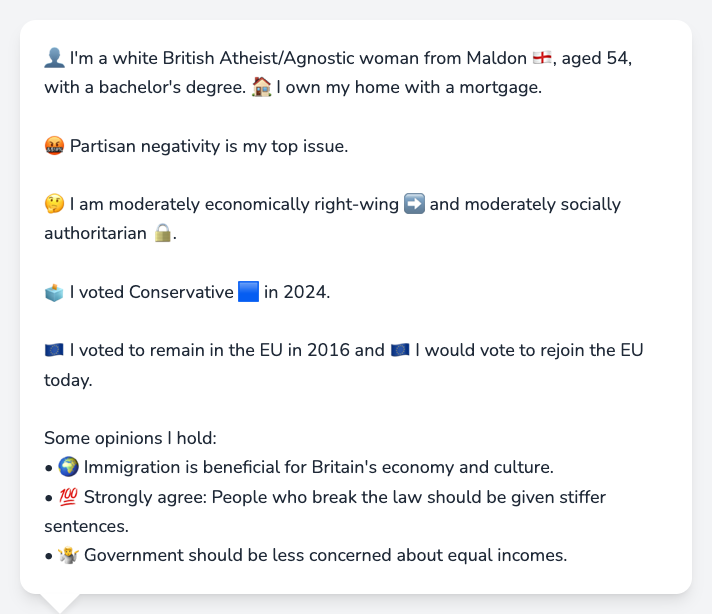 👤 I'm a white British Atheist/Agnostic woman from Maldon 🏴󠁧󠁢󠁥󠁮󠁧󠁿, aged 54,
with a bachelor's degree. 🏠 I own my home with a mortgage.
🤬 Partisan negativity is my top issue.
🤔 I am moderately economically right-wing ➡️ and moderately socially
authoritarian 🔒.
🗳️ I voted Conservative 🟦 in 2024.
🇪🇺 I voted to remain in the EU in 2016 and 🇪🇺 I would vote to rejoin the EU
today.
Some opinions I hold:
• 🌍 Immigration is beneficial for Britain's economy and culture.
• 💯 Strongly agree: People who break the law should be given stiffer
sentences.
• 🤷 Government should be less concerned about equal incomes.